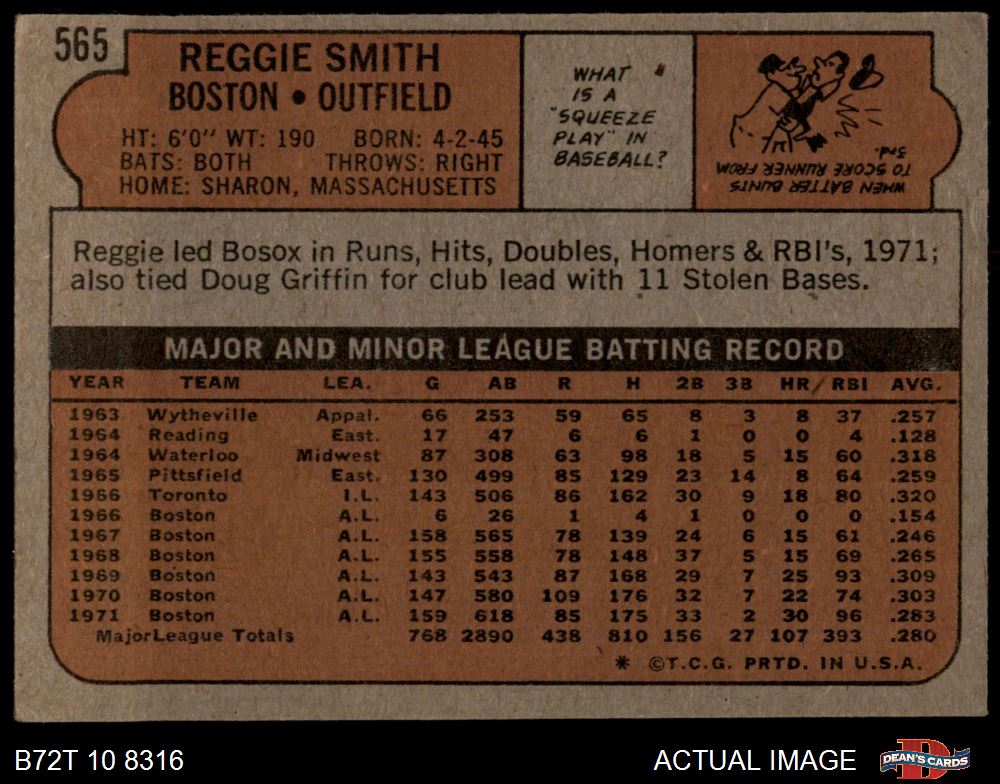 565
REGGIE SMITH
BOSTON • OUTFIELD
HT: 6'0" WT: 190 BORN: 4-2-45
BATS: BOTH THROWS: RIGHT
HOME: SHARON, MASSACHUSETTS
WHAT
IS A
"SQUEEZE
PLAY" IN
BASEBALL?
WHEN BATTER BUNTS
TO SCORE RUNNER FROM
3rd.
Reggie led Bosox in Runs, Hits, Doubles, Homers & RBI's, 1971;
also tied Doug Griffin for club lead with 11 Stolen Bases.
MAJOR AND MINOR LEAGUE BATTING RECORD
YEAR TEAM LEA. G AB R H 2B 3B HR/RBI AVG.
1963 Wytheville Appal. 66 253 59 65 8 3 8 37 .257
1964 Reading East. 17 47 6 6 1 0 0 4 .128
1964 Waterloo Midwest 87 308 63 98 18 5 15 60 .318
1965 Pittsfield East. 130 499 85 129 23 14 8 64 .259
1966 Toronto I.L. 143 506 86 162 30 9 18 80 .320
1966 Boston A.L. 6 26 1 4 1 0 0 0 .154
1967 Boston A.L. 158 565 78 139 24 6 15 61 .246
1968 Boston A.L. 155 558 78 148 37 5 15 69 .265
1969 Boston A.L. 143 543 87 168 29 7 25 93 .309
1970 Boston A.L. 147 580 109 176 32 7 22 74 .303
1971 Boston A.L. 159 618 85 175 33 2 30 96 .283
Major League Totals 768 2890 438 810 156 27 107 393 .280
* ©T.C.G. PRTD. IN U.S.A.
B72T 10 8316
ACTUAL IMAGE
D
DEAN'S CARDS